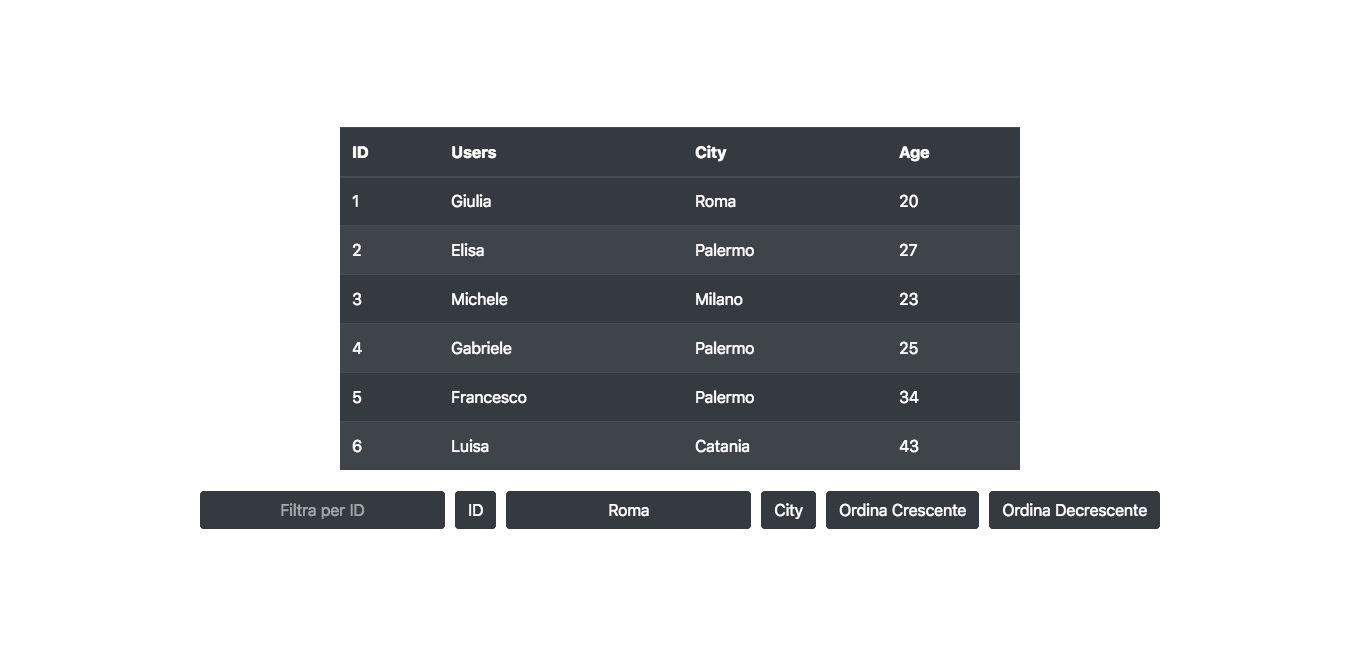 ID Users City Age
1 Giulia Roma 20
2 Elisa Palermo 27
3 Michele Milano 23
4 Gabriele Palermo 25
5 Francesco Palermo 34
6 Luisa Catania 43
Filtra per ID ID Roma City Ordina Crescente Ordina Decrescente